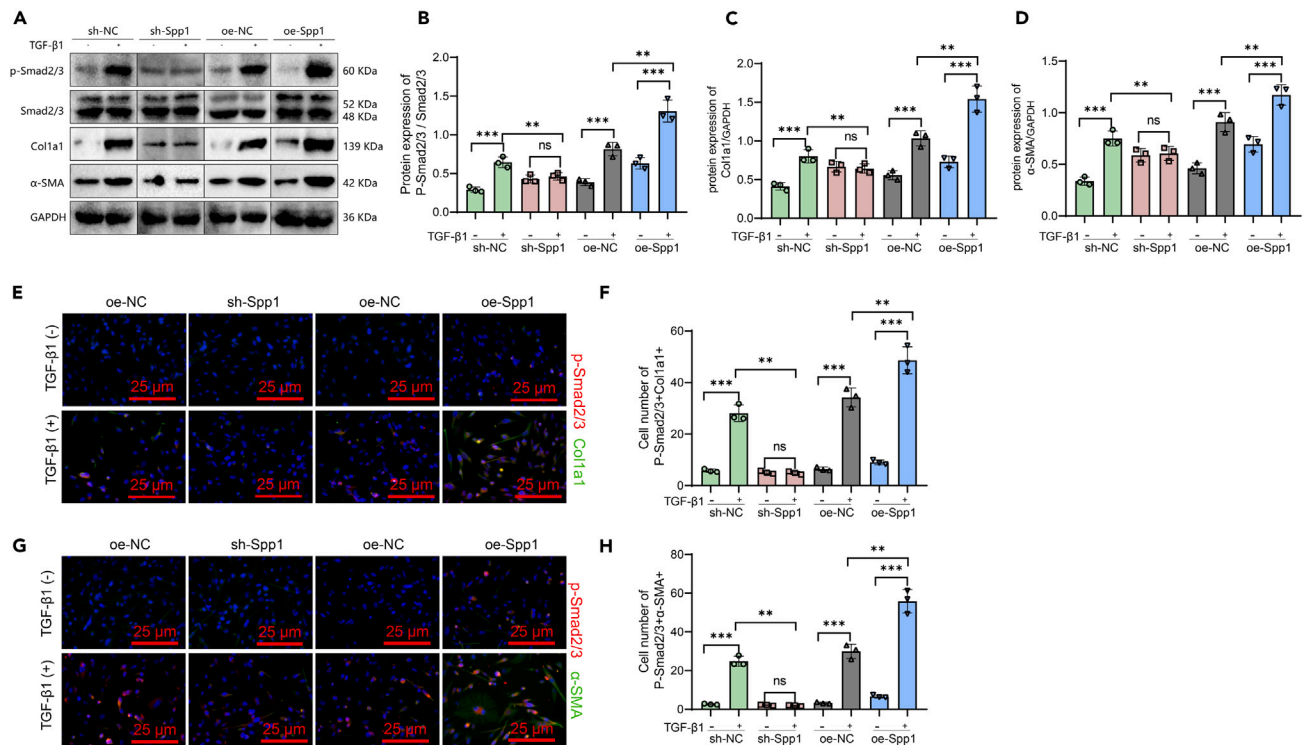 A
sh-NC sh-Spp1 oe-NC oe-Spp1
TGF-β1 - + - + - + - +
p-Smad2/3 60 KDa
Smad2/3 52 KDa
48 KDa
Col1a1 139 KDa
α-SMA 42 KDa
GAPDH 36 KDa
B
Protein expression of
P-Smad2/3 / Smad2/3
2.0
1.5
1.0
0.5
0.0
*** ** ns *** *** **
TGF-β1 - + - + - + - +
sh-NC sh-Spp1 oe-NC oe-Spp1
C
protein expression of
Col1a1/GAPDH
2.0
1.5
1.0
0.5
0.0
*** ** ns *** *** **
TGF-β1 - + - + - + - +
sh-NC sh-Spp1 oe-NC oe-Spp1
D
protein expression of
α-SMA/GAPDH
1.5
1.0
0.5
0.0
*** ** ns *** *** **
TGF-β1 - + - + - + - +
sh-NC sh-Spp1 oe-NC oe-Spp1
E
oe-NC sh-Spp1 oe-NC oe-Spp1
TGF-β1 (-)
25 µm 25 µm 25 µm 25 µm
TGF-β1 (+)
25 µm 25 µm 25 µm 25 µm
p-Smad2/3 Col1a1
F
Cell number of
P-Smad2/3+Col1a1+
60
40
20
0
*** ** ns *** *** **
TGF-β1 - + - + - + - +
sh-NC sh-Spp1 oe-NC oe-Spp1
G
oe-NC sh-Spp1 oe-NC oe-Spp1
TGF-β1 (-)
25 µm 25 µm 25 µm 25 µm
TGF-β1 (+)
25 µm 25 µm 25 µm 25 µm
p-Smad2/3 α-SMA
H
Cell number of
P-Smad2/3+α-SMA+
80
60
40
20
0
*** ** ns *** *** **
TGF-β1 - + - + - + - +
sh-NC sh-Spp1 oe-NC oe-Spp1